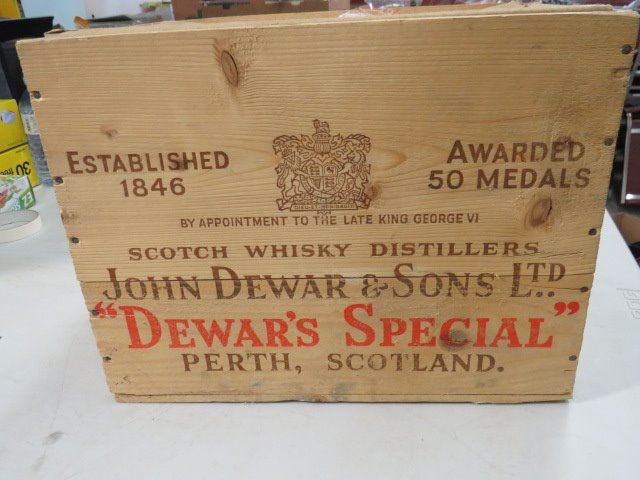 ESTABLISHED
1846
AWARDED
50 MEDALS
BY APPOINTMENT TO THE LATE KING GEORGE VI
SCOTCH WHISKY DISTILLERS
JOHN DEWAR & SONS LTD..
"DEWAR'S SPECIAL"
PERTH, SCOTLAND.